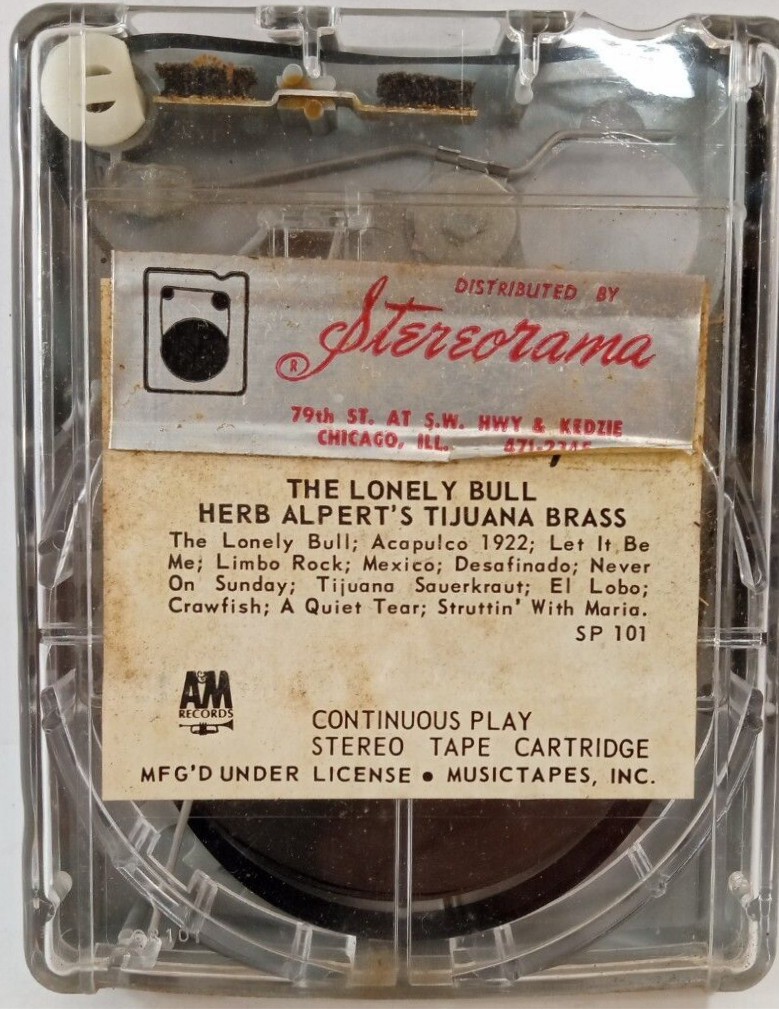 DISTRIBUTED BY
Stereorama
®
79th ST. AT S.W. HWY & KEDZIE
CHICAGO, ILL.
THE LONELY BULL
HERB ALPERT'S TIJUANA BRASS
The Lonely Bull; Acapulco 1922; Let It Be
Me; Limbo Rock; Mexico; Desafinado; Never
On Sunday; Tijuana Sauerkraut; El Lobo;
Crawfish; A Quiet Tear; Struttin' With Maria.
SP 101
A&M
RECORDS
CONTINUOUS PLAY
STEREO TAPE CARTRIDGE
MFG'D UNDER LICENSE • MUSICTAPES, INC.